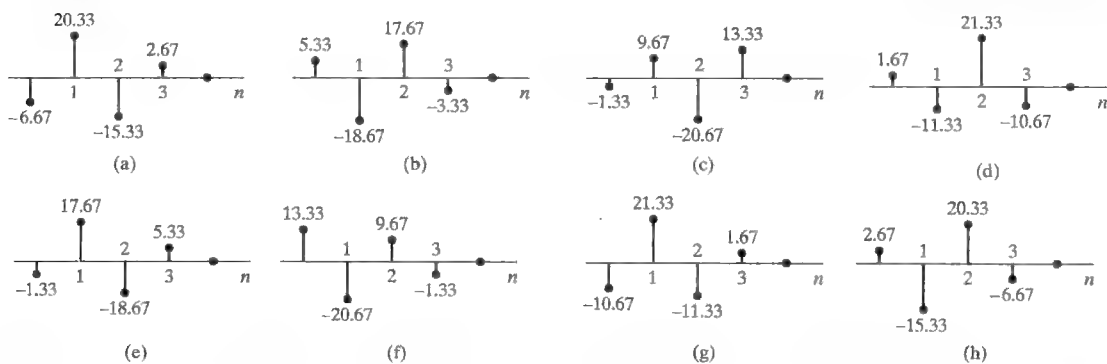 20.33 2.67 2 1 3 n -6.67 -15.33
(a)
5.33 17.67 1 3 2 n -3.33 -18.67
(b)
9.67 13.33 2 1 3 n -1.33 -20.67
(c)
21.33 1.67 1 3 2 n -11.33 -10.67
(d)
17.67 5.33 2 1 3 n -1.33 -18.67
(e)
13.33 9.67 1 3 2 n -1.33 -20.67
(f)
21.33 1.67 2 1 3 n -10.67 -11.33
(g)
20.33 2.67 1 3 2 n -6.67 -15.33
(h)